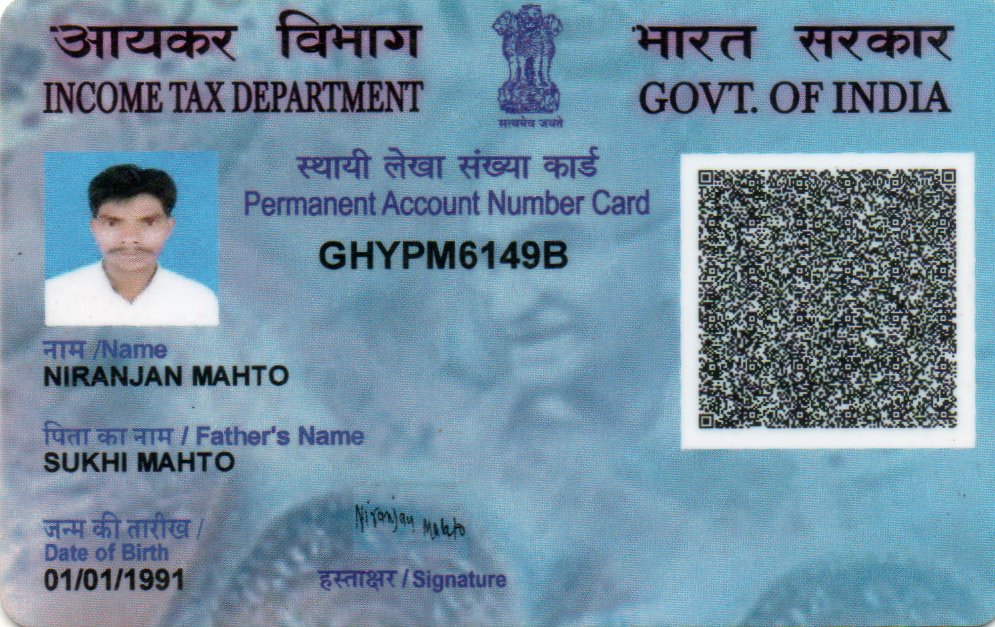 आयकर विभाग
INCOME TAX DEPARTMENT
सत्यमेव जयते
भारत सरकार
GOVT. OF INDIA
स्थायी लेखा संख्या कार्ड
Permanent Account Number Card
GHYPM6149B
नाम /Name
NIRANJAN MAHTO
पिता का नाम / Father's Name
SUKHI MAHTO
जन्म की तारीख /
Date of Birth
01/01/1991
Niranjan Mahto
हस्ताक्षर / Signature